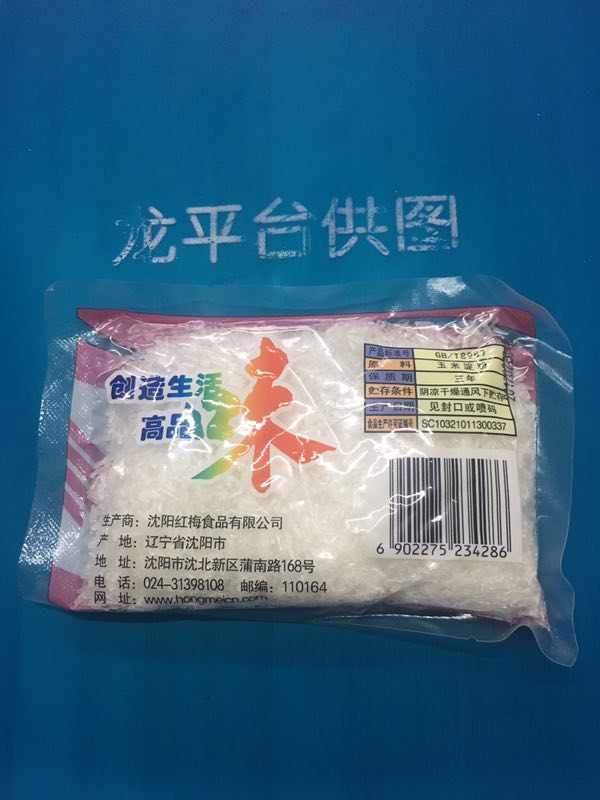 龙平台供图
创造生活
高品味
产品标准号 GB/T8967
原料 玉米淀粉
保质期 三年
贮存条件 阴凉干燥通风下贮存
生产日期 见封口或喷码
食品生产许可证编号 SC10321011300337
生产商：沈阳红梅食品有限公司
产地：辽宁省沈阳市
地址：沈阳市沈北新区蒲南路168号
电话：024-31398108 邮编：110164
网址：www.hongmeicn.com
6 902275 234286